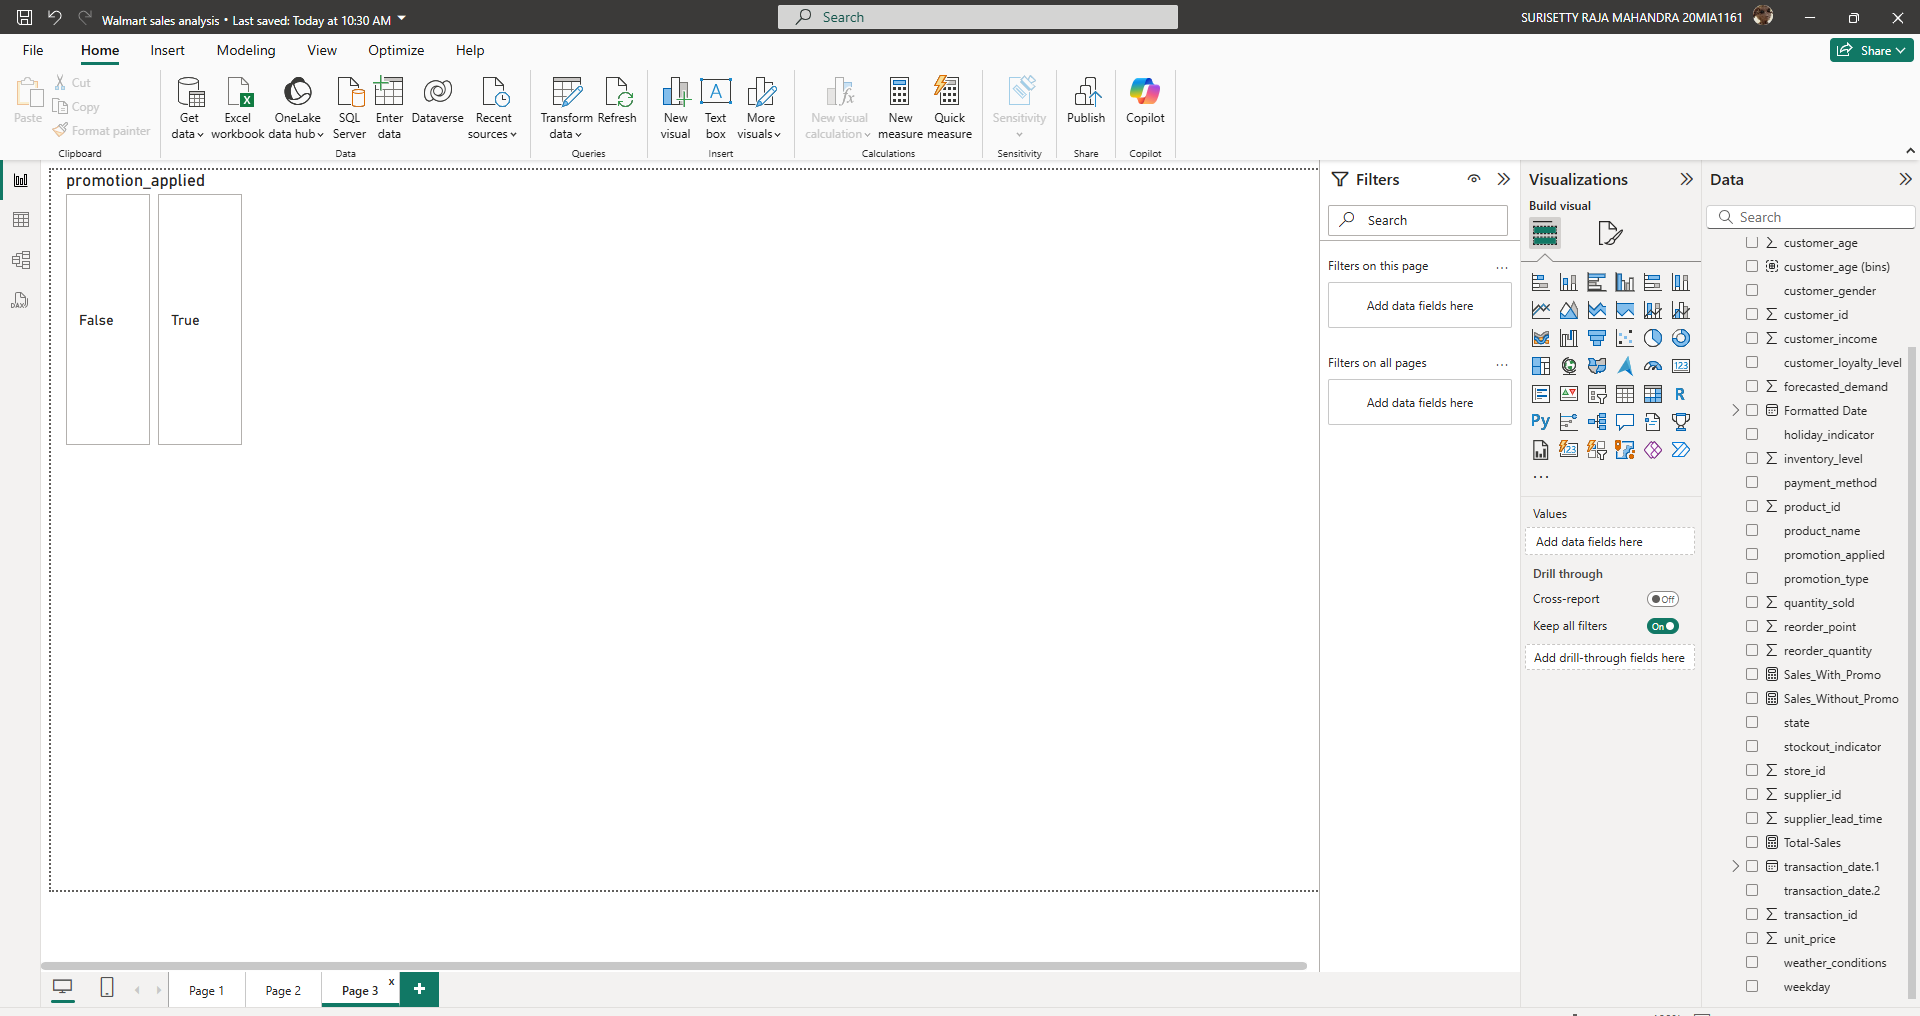 Walmart sales analysis • Last saved: Today at 10:30 AM
Search
SURISETTY RAJA MAHANDRA 20MIA1161
File
Home
Insert
Modeling
View
Optimize
Help
Share
Paste
Cut
Copy
Format painter
Clipboard
Get data
Excel workbook
OneLake data hub
SQL Server
Enter data
Dataverse
Recent sources
Data
Transform data
Refresh
Queries
New visual
Text box
More visuals
Insert
New visual calculation
New measure
Quick measure
Calculations
Sensitivity
Sensitivity
Publish
Share
Copilot
Copilot
promotion_applied
False
True
Filters
Search
Filters on this page
...
Add data fields here
Filters on all pages
...
Add data fields here
Visualizations
Build visual
123
R
Py
123
...
Values
Add data fields here
Drill through
Cross-report
Off
Keep all filters
On
Add drill-through fields here
Data
Search
customer_age
customer_age (bins)
customer_gender
customer_id
customer_income
customer_loyalty_level
forecasted_demand
Formatted Date
holiday_indicator
inventory_level
payment_method
product_id
product_name
promotion_applied
promotion_type
quantity_sold
reorder_point
reorder_quantity
Sales_With_Promo
Sales_Without_Promo
state
stockout_indicator
store_id
supplier_id
supplier_lead_time
Total-Sales
transaction_date.1
transaction_date.2
transaction_id
unit_price
weather_conditions
weekday
DAX
Page 1
Page 2
Page 3
x
+